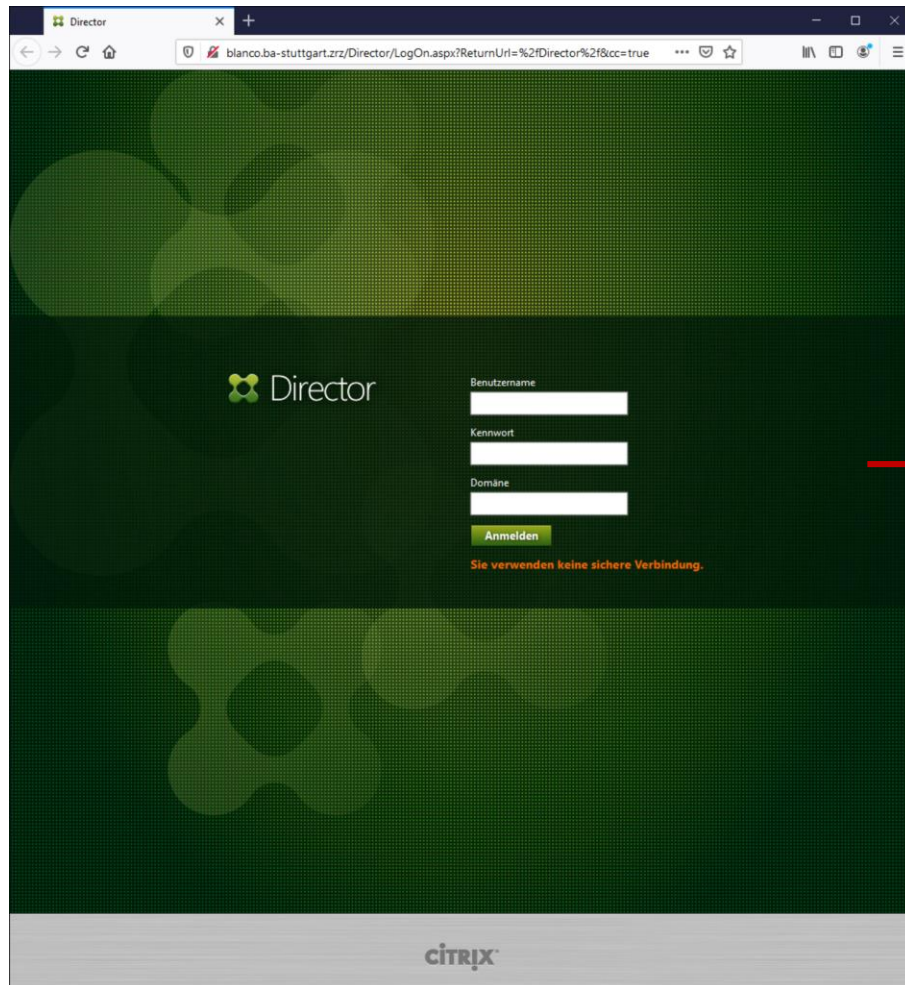 Director
blanco.ba-stuttgart.zrz/Director/LogOn.aspx?ReturnUrl=%2fDirector%2f&cc=true
Director
Benutzername
Kennwort
Domäne
Anmelden
Sie verwenden keine sichere Verbindung.
CITRIX